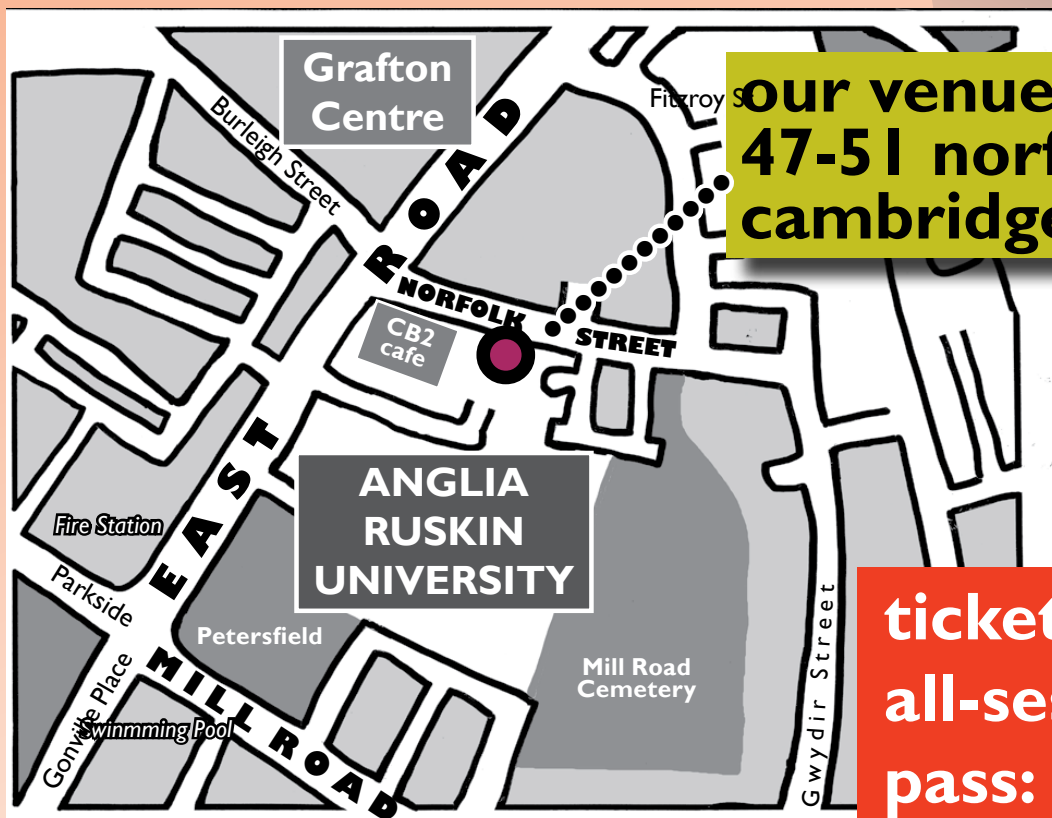 Grafton
Centre
Burleigh Street
Fitzroy St
our venue
47-51 norf
cambridge
ROAD
NORFOLK
STREET
CB2
cafe
EAST
ANGLIA
RUSKIN
UNIVERSITY
Fire Station
Parkside
Petersfield
Mill Road
Cemetery
Gwydir Street
Gonville Place
Swinmming Pool
MILL ROAD
ticket
all-ses
pass: